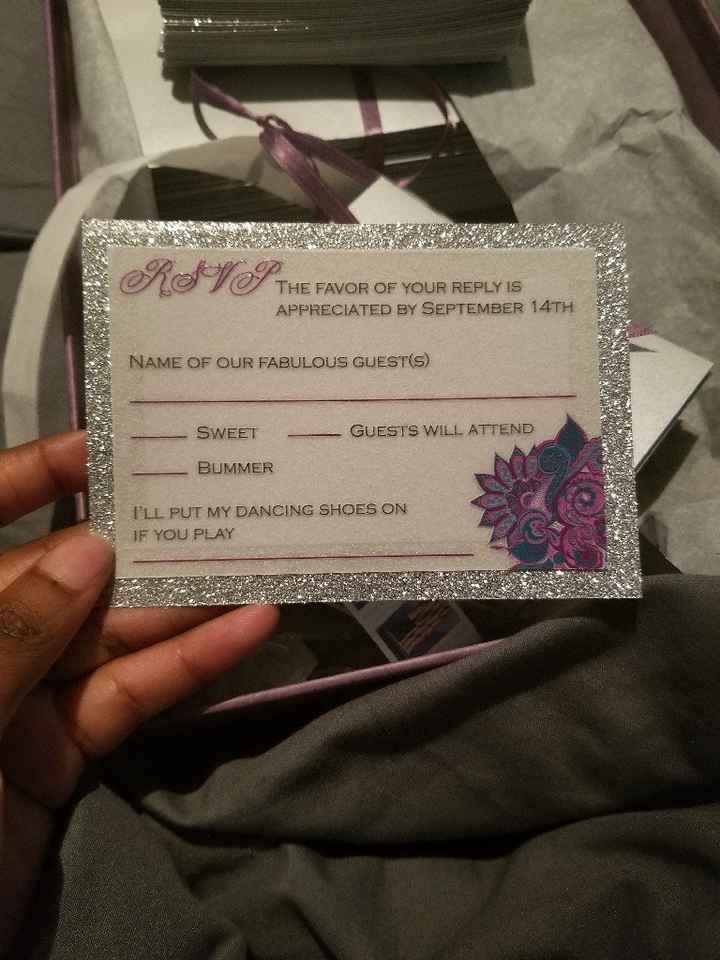 RSVP
The favor of your reply is
appreciated by September 14th
Name of our fabulous guest(s)
Sweet Guests will attend
Bummer
I'll put my dancing shoes on
if you play